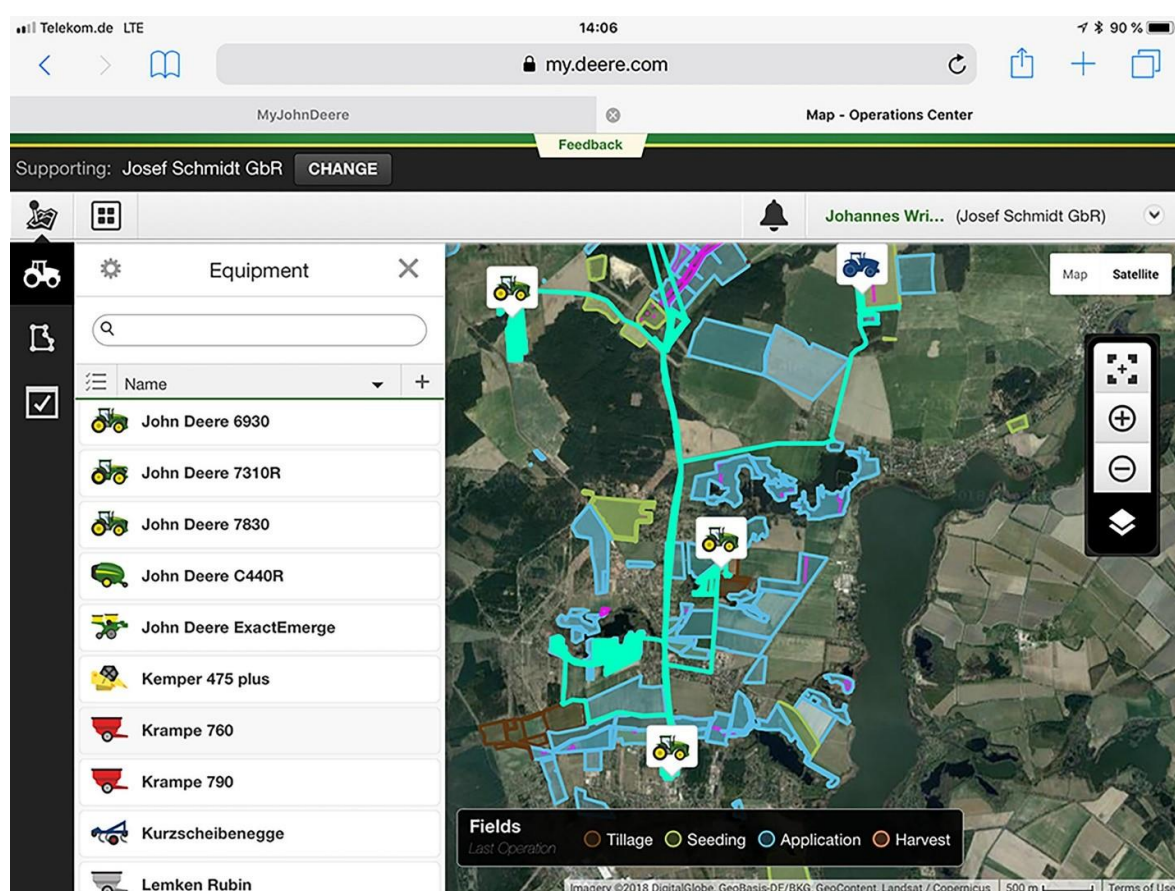 Telekom.de LTE 14:06 90 %
my.deere.com
MyJohnDeere Map - Operations Center
Feedback
Supporting: Josef Schmidt GbR CHANGE
Johannes Wri... (Josef Schmidt GbR)
Equipment
Map Satellite
Name
John Deere 6930
John Deere 7310R
John Deere 7830
John Deere C440R
John Deere ExactEmerge
Kemper 475 plus
Krampe 760
Krampe 790
Kurzscheibenegge
Lemken Rubin
Fields
Last Operation
Tillage Seeding Application Harvest
Imagery ©2018 DigitalGlobe, GeoBasis-DE/BKG, GeoContent, Landsat / Copernicus 500 m Terms of